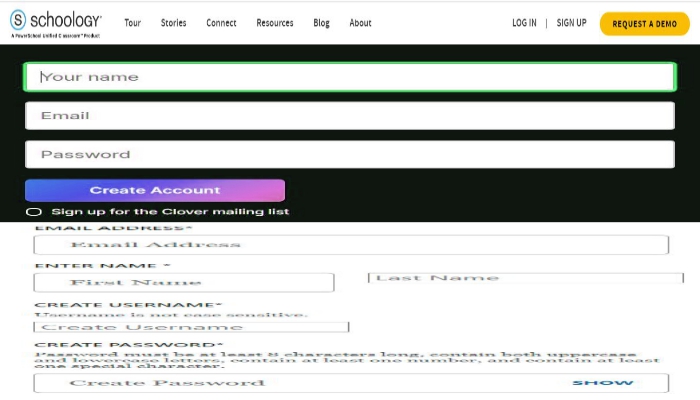 S schoology
A PowerSchool Unified Classroom™ Product
Tour Stories Connect Resources Blog About
LOG IN | SIGN UP REQUEST A DEMO
Your name
Email
Password
Create Account
Sign up for the Clover mailing list
EMAIL ADDRESS*
Email Address
ENTER NAME *
First Name Last Name
CREATE USERNAME*
Username is not case sensitive.
Create Username
CREATE PASSWORD*
Password must be at least 8 characters long, contain both uppercase
and lowercase letters, contain at least one number, and contain at least
one special character.
Create Password SHOW